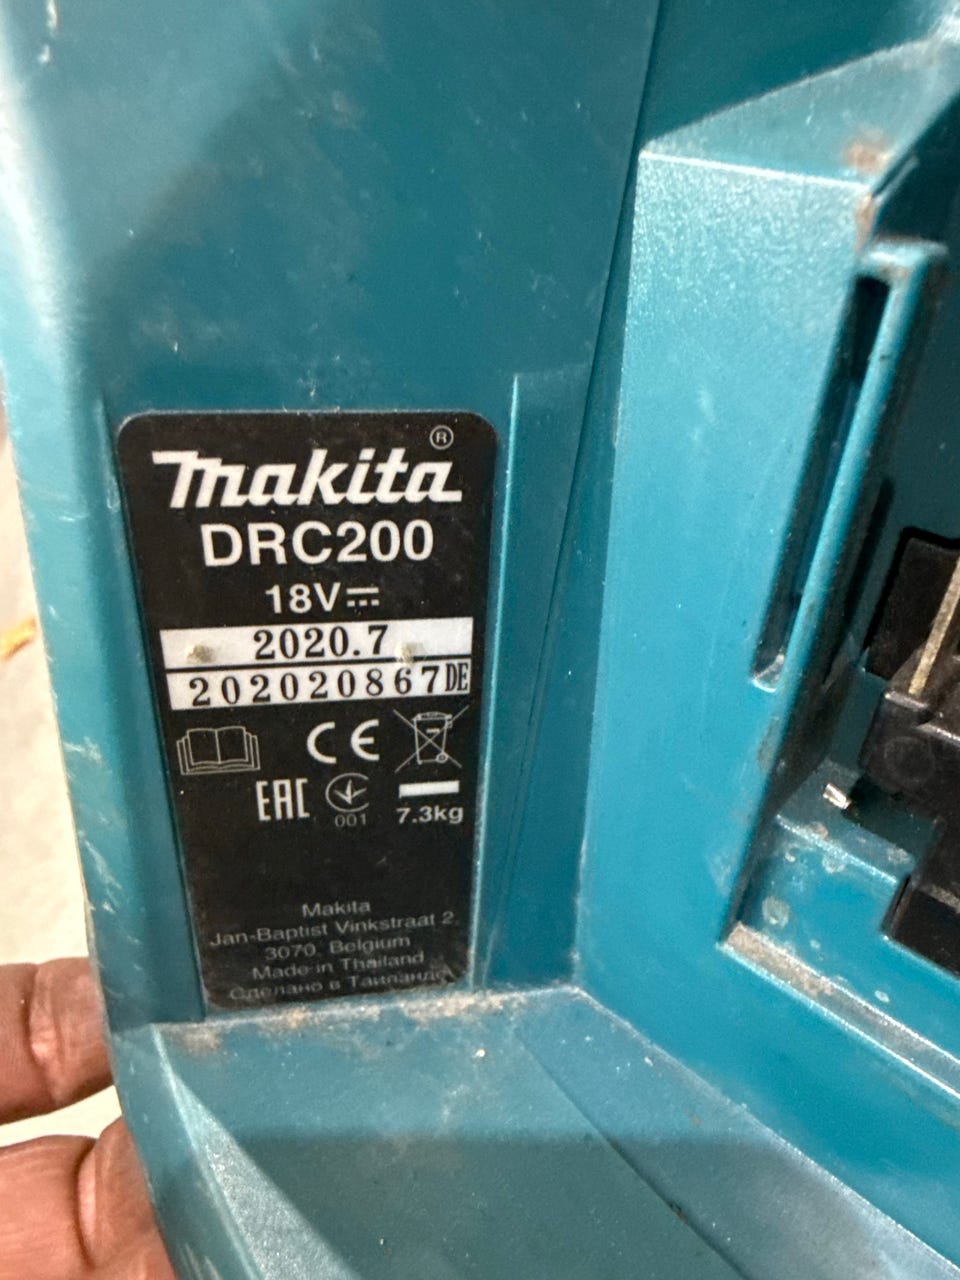 makita®
DRC200
18V⎓
2020.7
202020867DE
CE
EAC
001
7.3kg
Makita
Jan-Baptist Vinkstraat 2,
3070, Belgium
Made in Thailand
Сделано в Таиланде